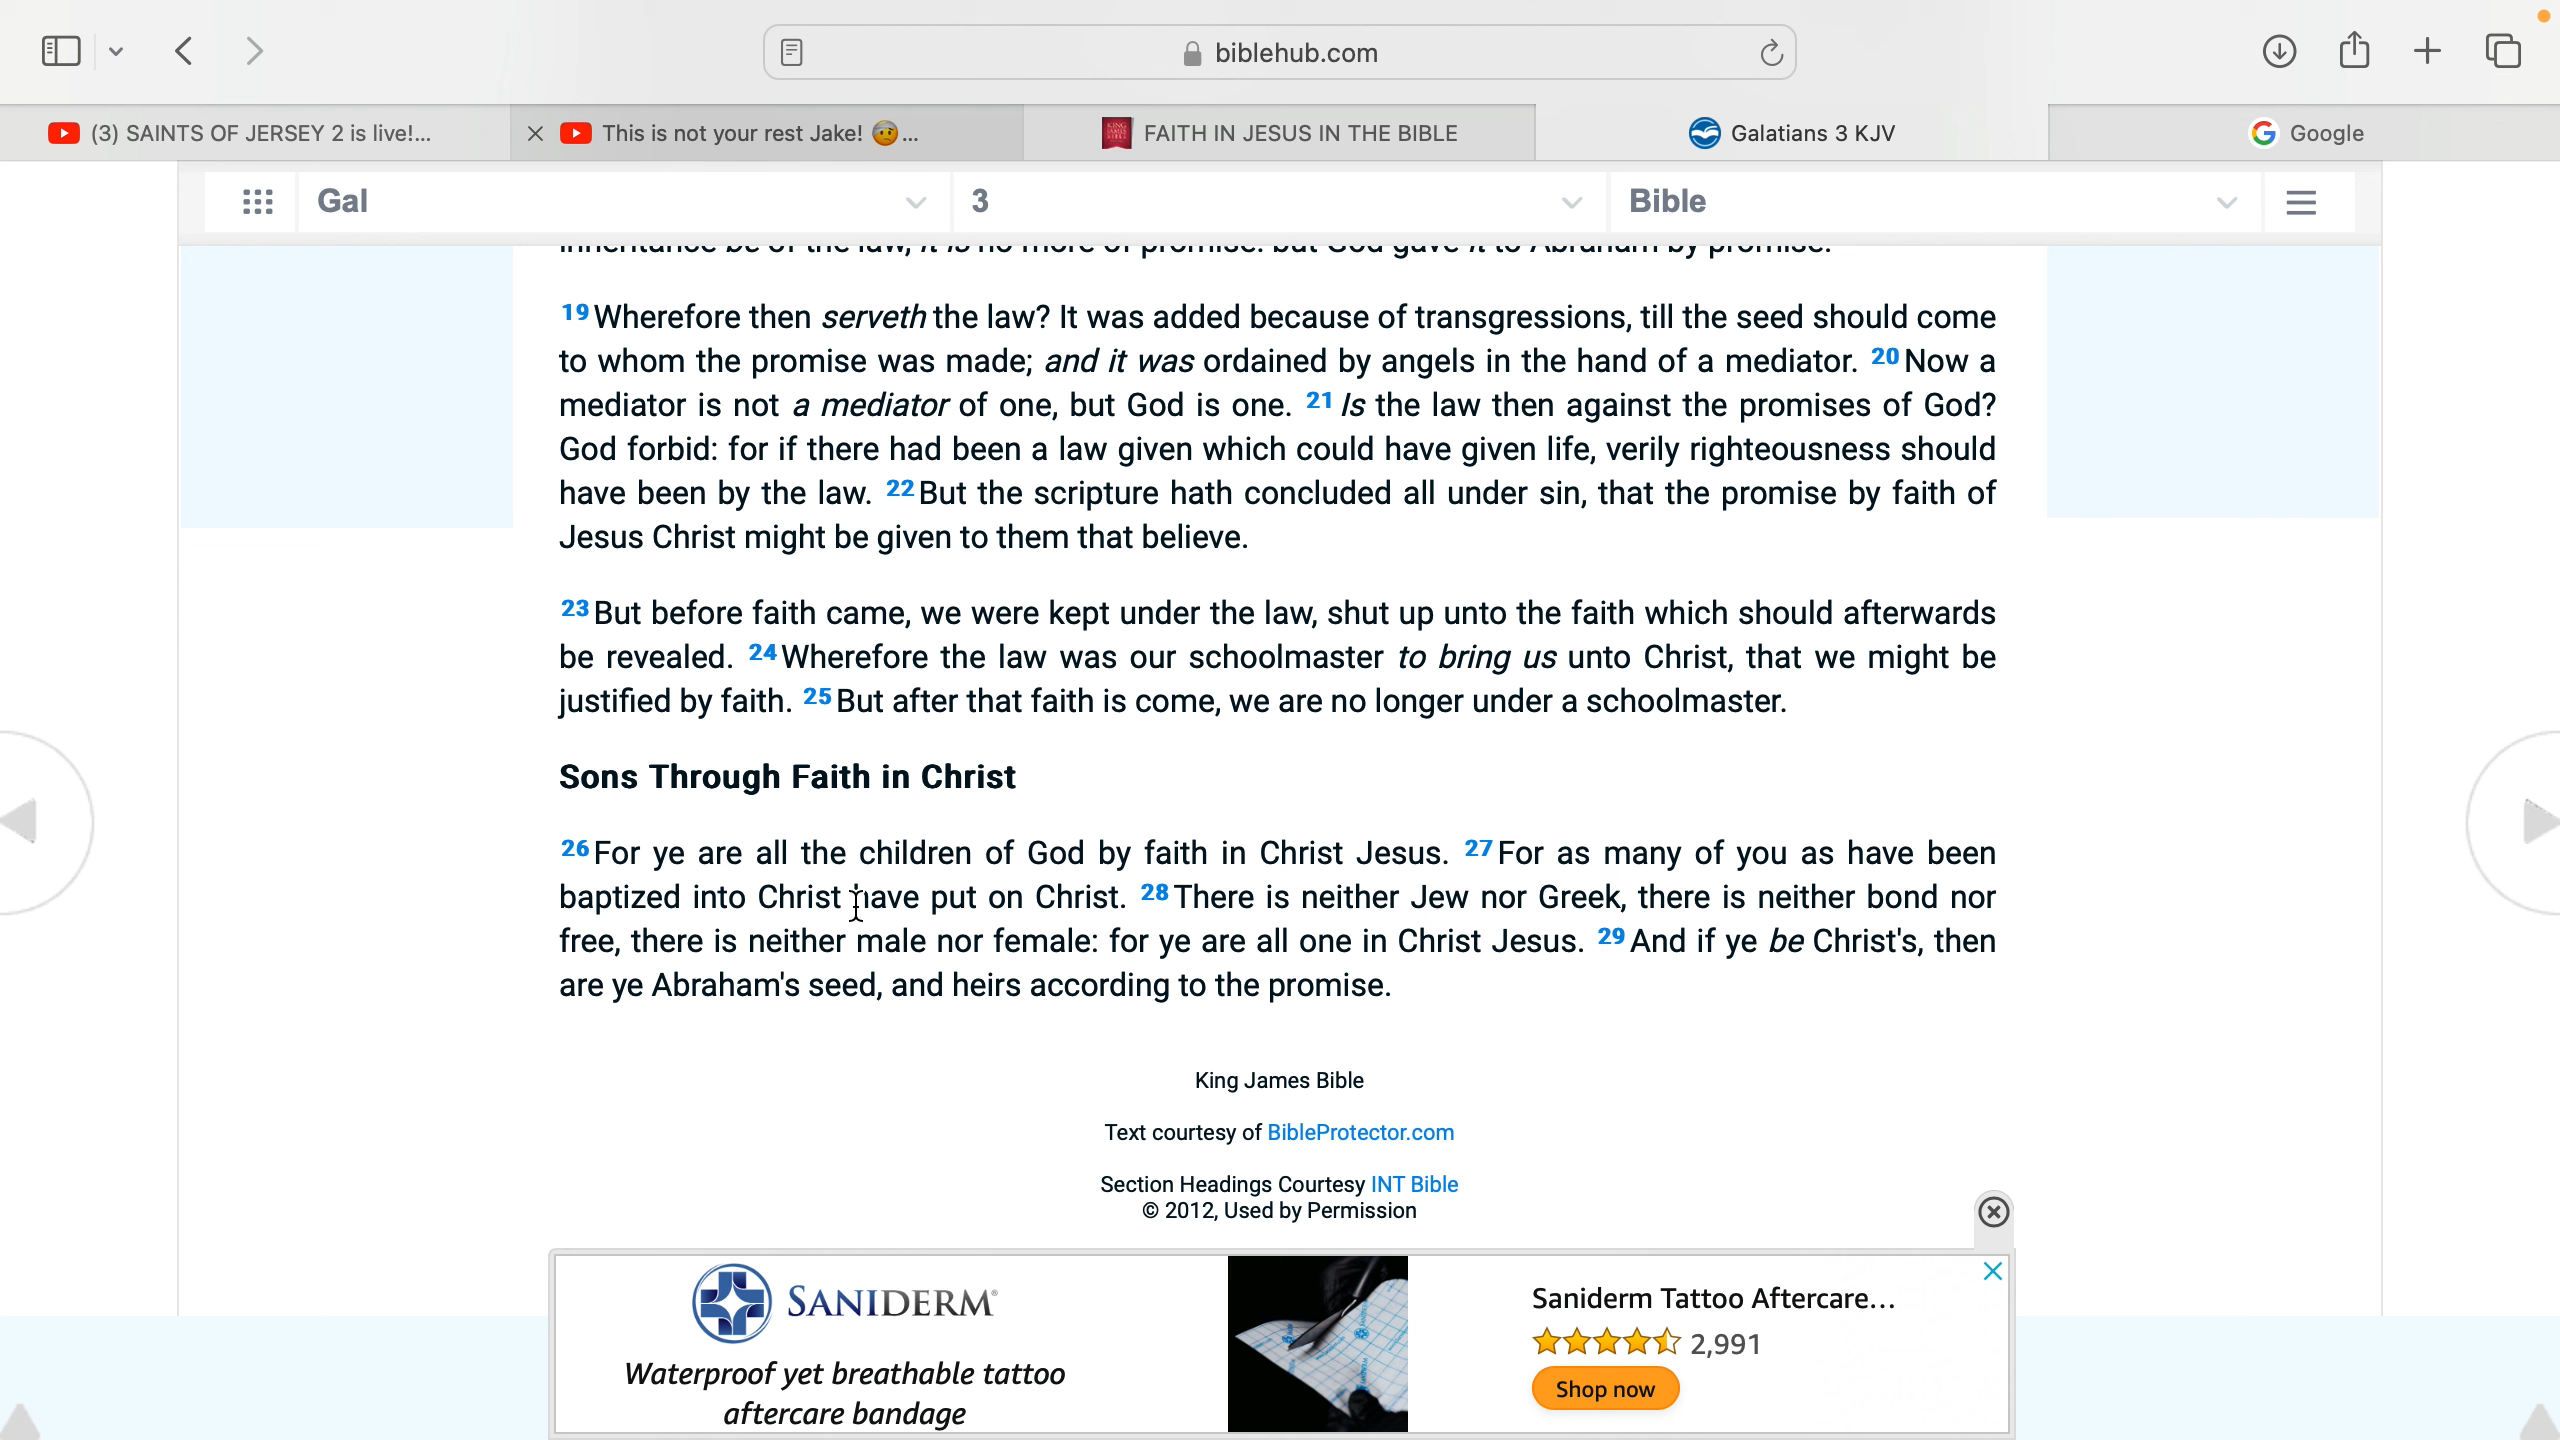 biblehub.com
(3) SAINTS OF JERSEY 2 is live!...
This is not your rest Jake! 🤕...
FAITH IN JESUS IN THE BIBLE
Galatians 3 KJV
Google
Gal
3
Bible
inheritance be of the law, it is no more of promise: but God gave it to Abraham by promise.
19 Wherefore then serveth the law? It was added because of transgressions, till the seed should come
to whom the promise was made; and it was ordained by angels in the hand of a mediator. 20 Now a
mediator is not a mediator of one, but God is one. 21 Is the law then against the promises of God?
God forbid: for if there had been a law given which could have given life, verily righteousness should
have been by the law. 22 But the scripture hath concluded all under sin, that the promise by faith of
Jesus Christ might be given to them that believe.
23 But before faith came, we were kept under the law, shut up unto the faith which should afterwards
be revealed. 24 Wherefore the law was our schoolmaster to bring us unto Christ, that we might be
justified by faith. 25 But after that faith is come, we are no longer under a schoolmaster.
Sons Through Faith in Christ
26 For ye are all the children of God by faith in Christ Jesus. 27 For as many of you as have been
baptized into Christ have put on Christ. 28 There is neither Jew nor Greek, there is neither bond nor
free, there is neither male nor female: for ye are all one in Christ Jesus. 29 And if ye be Christ's, then
are ye Abraham's seed, and heirs according to the promise.
King James Bible
Text courtesy of BibleProtector.com
Section Headings Courtesy INT Bible
© 2012, Used by Permission
SANIDERM®
Waterproof yet breathable tattoo
aftercare bandage
Saniderm Tattoo Aftercare...
2,991
Shop now